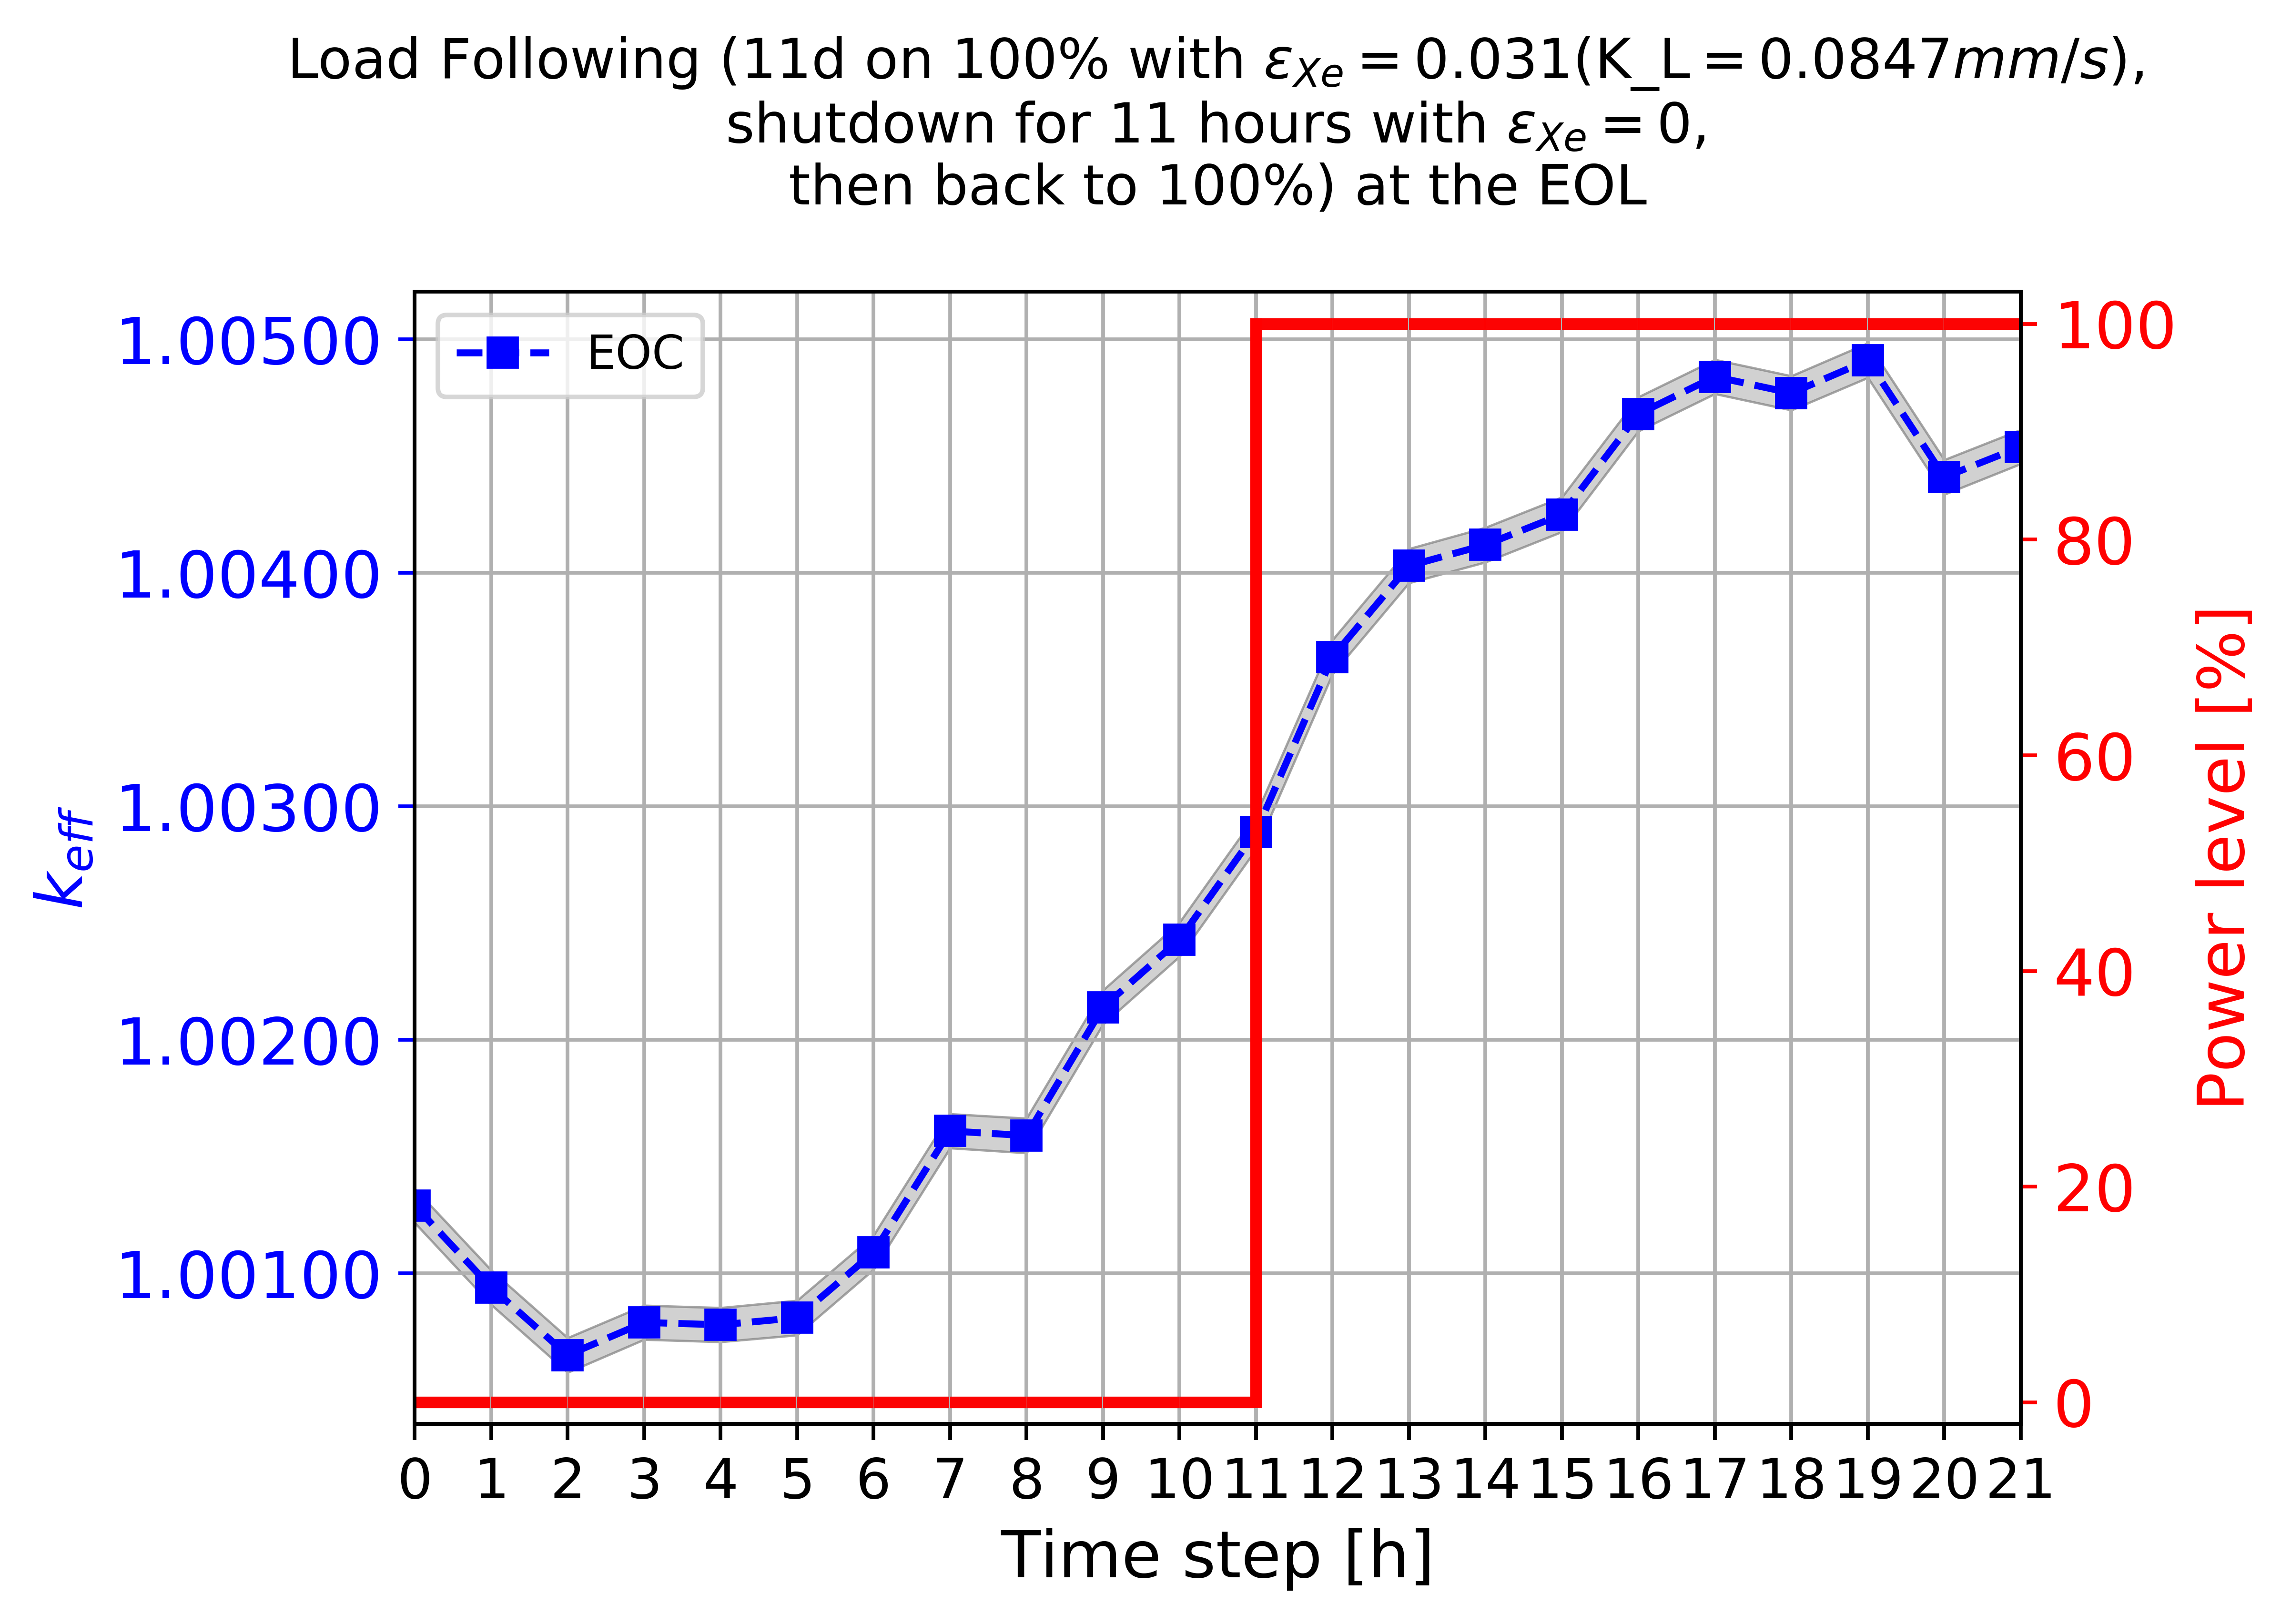 Load Following (11d on 100% with ε_Xe = 0.031(K_L = 0.0847mm/s),
shutdown for 11 hours with ε_Xe = 0,
then back to 100%) at the EOL
EOC
1.00500
1.00400
1.00300
1.00200
1.00100
k_eff
100
80
60
40
20
0
Power level [%]
0 1 2 3 4 5 6 7 8 9 10 11 12 13 14 15 16 17 18 19 20 21
Time step [h]